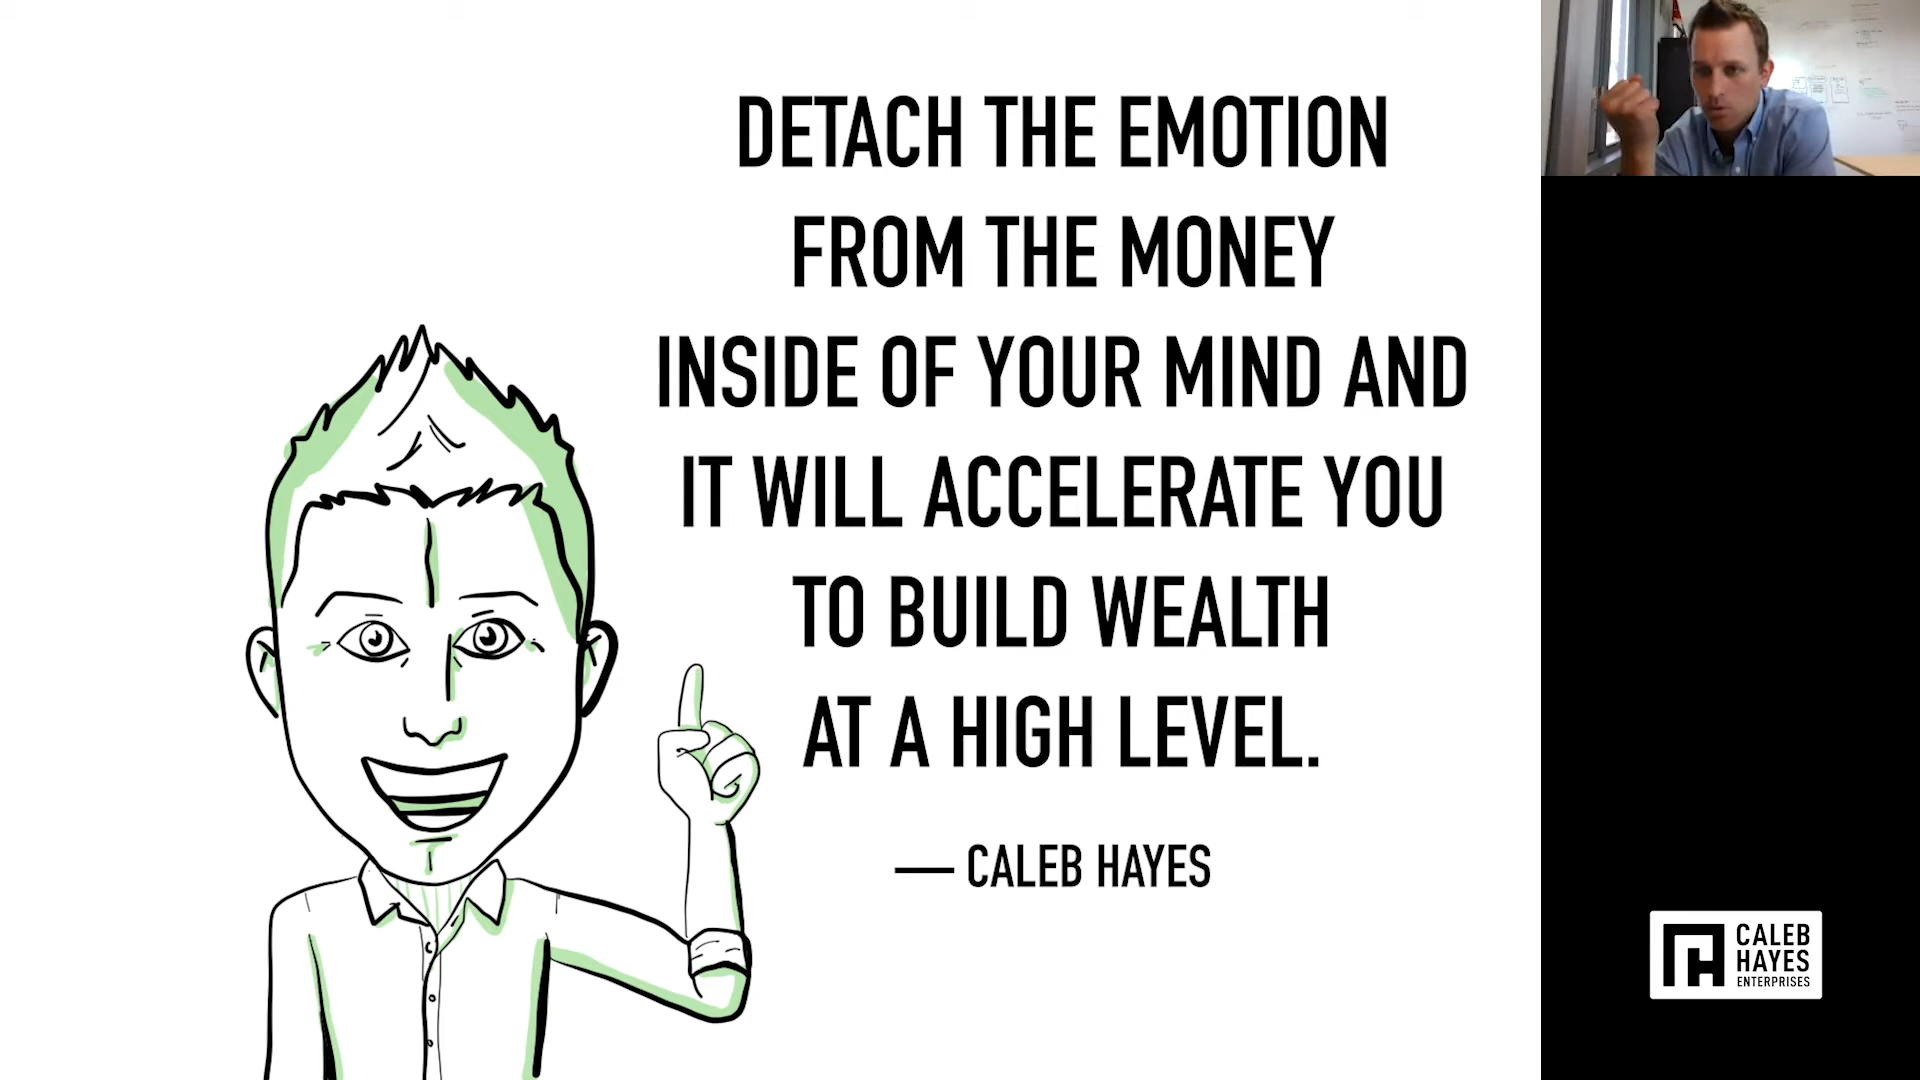 DETACH THE EMOTION
FROM THE MONEY
INSIDE OF YOUR MIND AND
IT WILL ACCELERATE YOU
TO BUILD WEALTH
AT A HIGH LEVEL.
— CALEB HAYES
CALEB
HAYES
ENTERPRISES